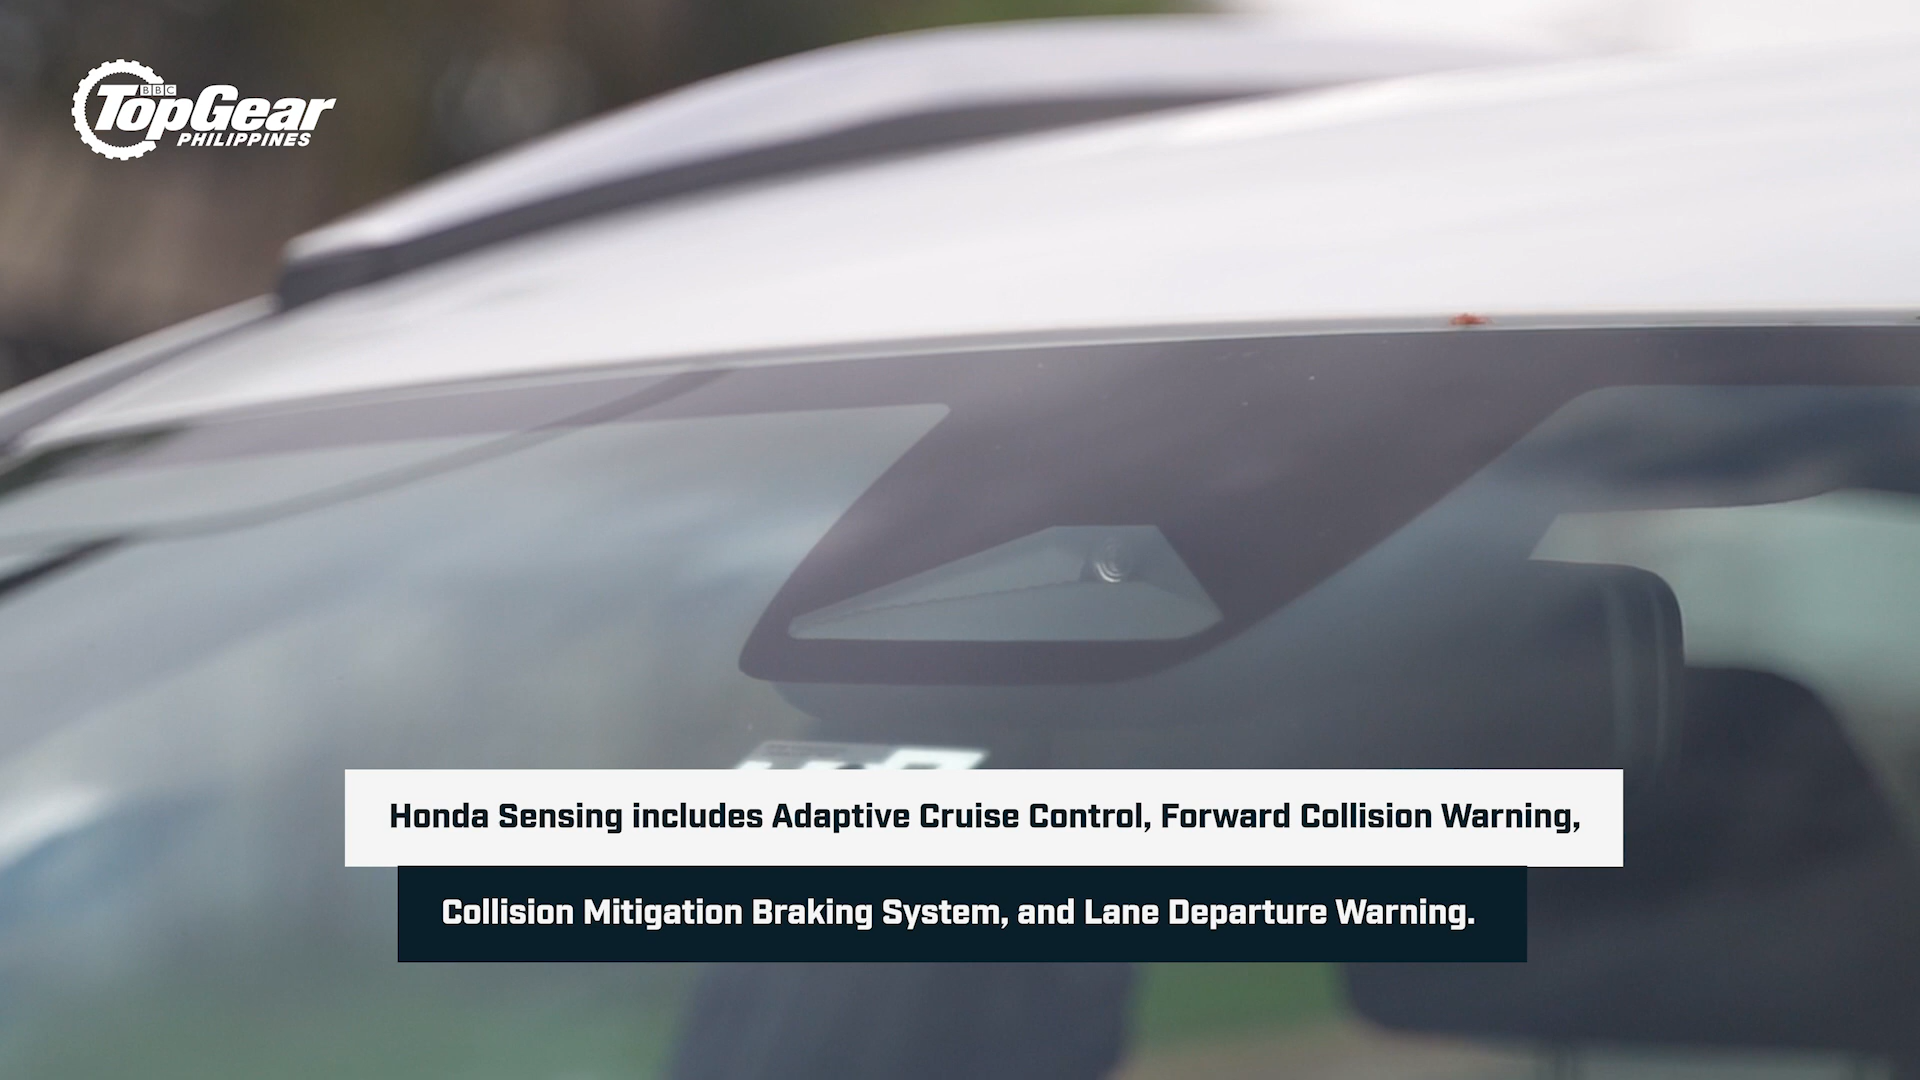 BBC
TopGear
PHILIPPINES
Honda Sensing includes Adaptive Cruise Control, Forward Collision Warning,
Collision Mitigation Braking System, and Lane Departure Warning.